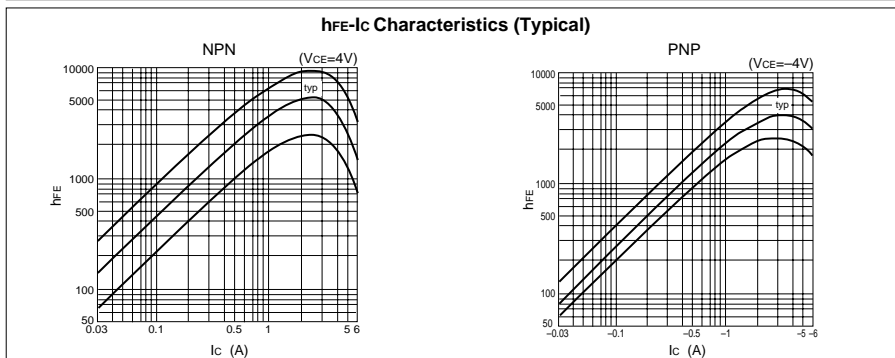 hFE-IC Characteristics (Typical)
NPN
(VCE=4V)
10000
5000
1000
500
100
50
hFE
typ
0.03
0.1
0.5
1
5 6
IC (A)
PNP
(VCE=–4V)
10000
5000
1000
500
100
50
hFE
typ
–0.03
–0.1
–0.5
–1
–5 –6
IC (A)